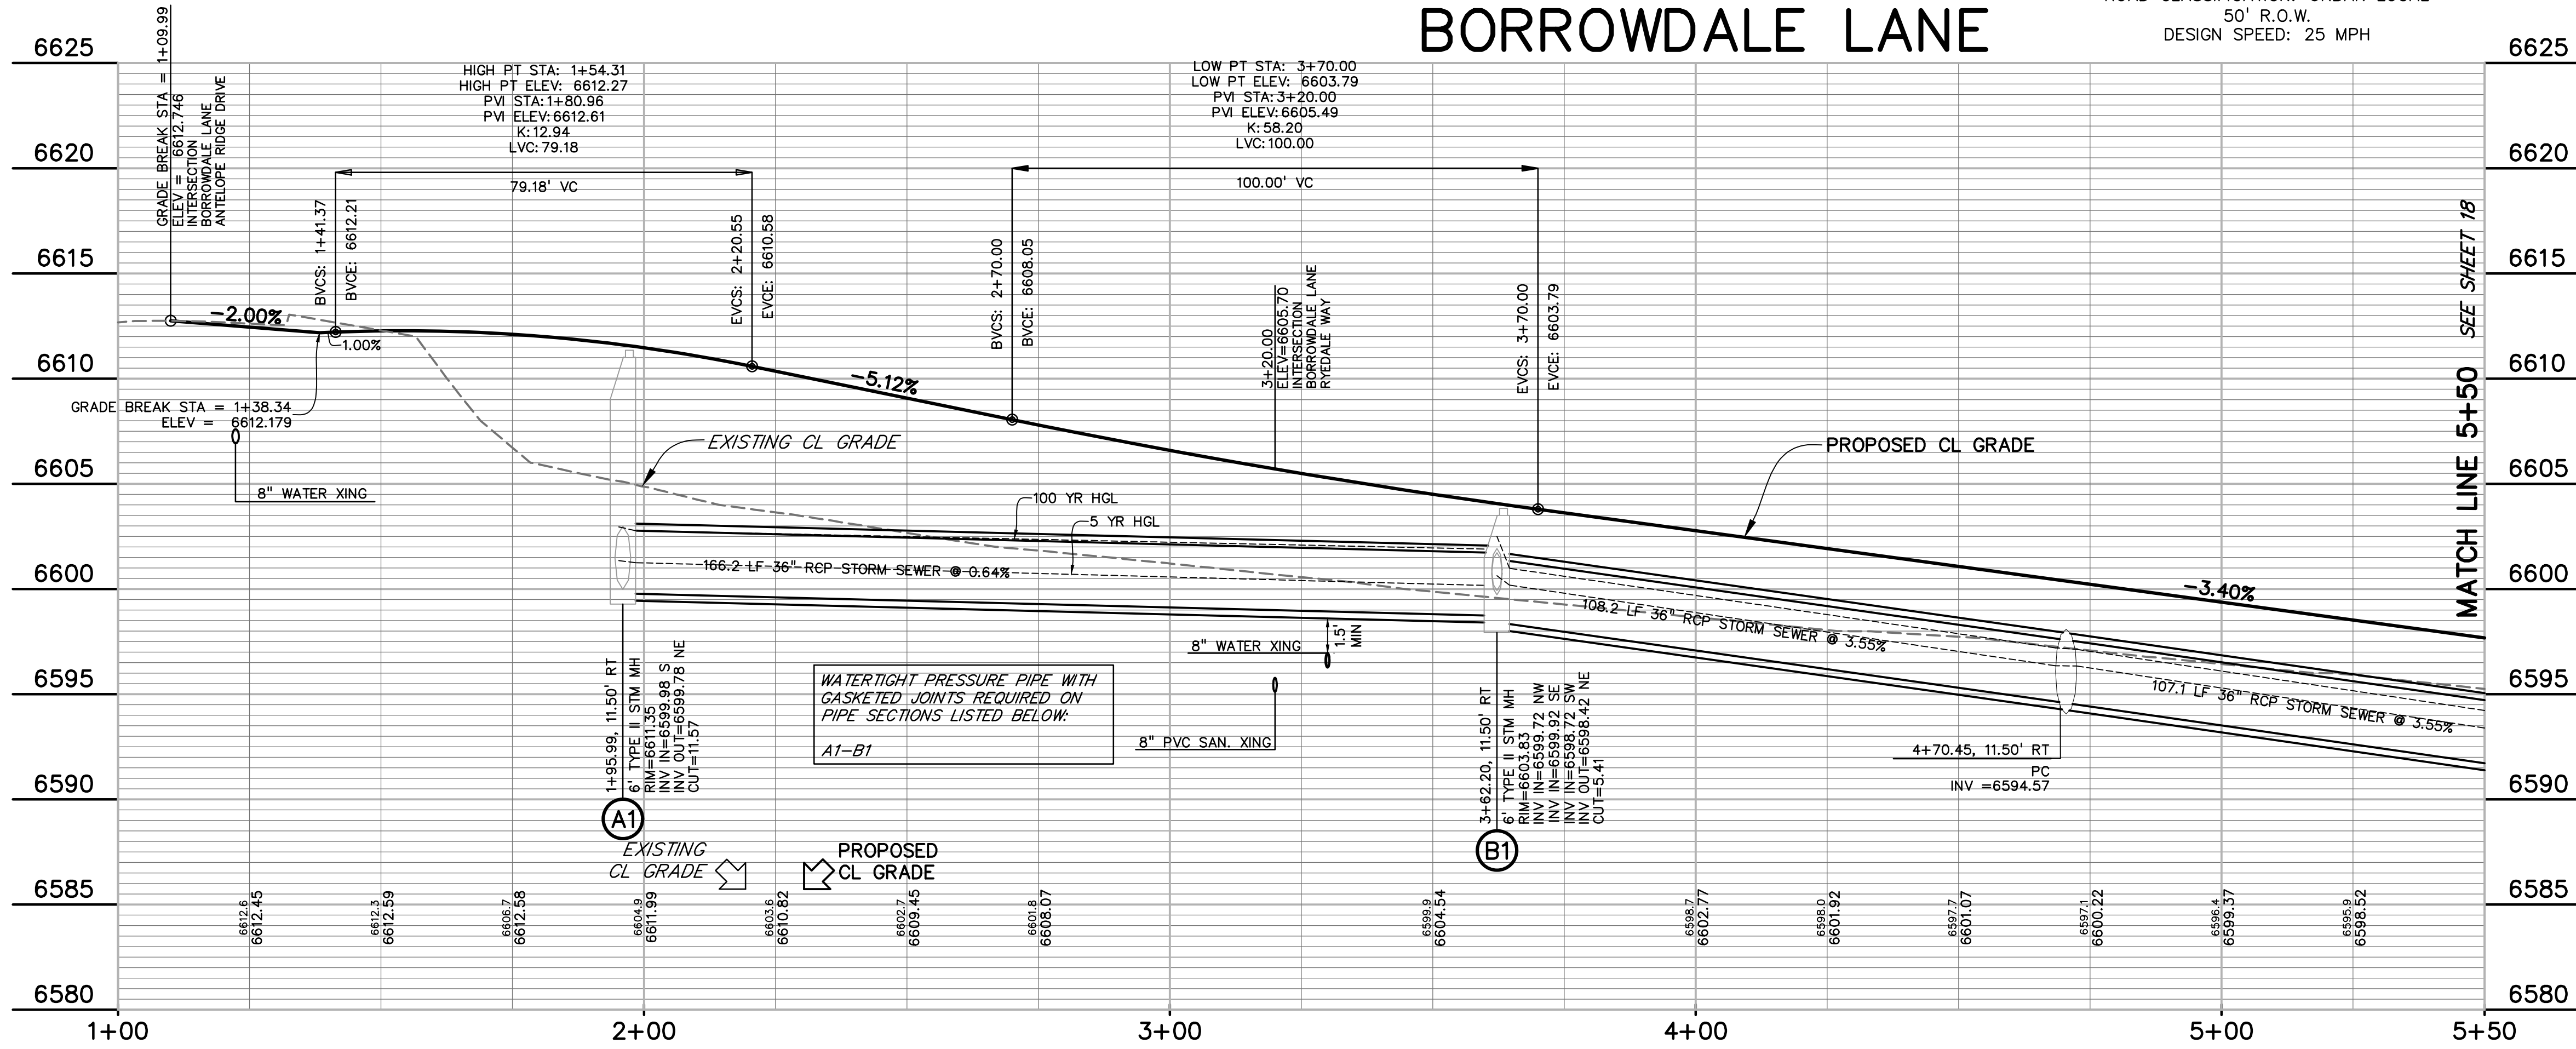 BORROWDALE LANE
50' R.O.W.
DESIGN SPEED: 25 MPH
6625
6620
6615
6610
6605
6600
6595
6590
6585
6580
GRADE BREAK STA = 1+09.99
ELEV = 6612.746
INTERSECTION
BORROWDALE LANE
ANTELOPE RIDGE DRIVE
HIGH PT STA: 1+54.31
HIGH PT ELEV: 6612.27
PVI STA:1+80.96
PVI ELEV:6612.61
K:12.94
LVC:79.18
79.18' VC
BVCS: 1+41.37
BVCE: 6612.21
EVCS: 2+20.55
EVCE: 6610.58
LOW PT STA: 3+70.00
LOW PT ELEV: 6603.79
PVI STA:3+20.00
PVI ELEV:6605.49
K:58.20
LVC:100.00
100.00' VC
BVCS: 2+70.00
BVCE: 6608.05
3+20.00
ELEV=6605.70
INTERSECTION
BORROWDALE LANE
RYEDALE WAY
EVCS: 3+70.00
EVCE: 6603.79
-2.00%
1.00%
-5.12%
-3.40%
GRADE BREAK STA = 1+38.34
ELEV = 6612.179
8" WATER XING
EXISTING CL GRADE
PROPOSED CL GRADE
100 YR HGL
5 YR HGL
166.2 LF 36" RCP STORM SEWER @ 0.64%
108.2 LF 36" RCP STORM SEWER @ 3.55%
107.1 LF 36" RCP STORM SEWER @ 3.55%
8" WATER XING
1.5'
MIN
8" PVC SAN. XING
WATERTIGHT PRESSURE PIPE WITH
GASKETED JOINTS REQUIRED ON
PIPE SECTIONS LISTED BELOW:
A1-B1
1+95.99, 11.50' RT
6' TYPE II STM MH
RIM=6611.35
INV IN=6599.98 S
INV OUT=6599.78 NE
CUT=11.57
A1
3+62.20, 11.50' RT
6' TYPE II STM MH
RIM=6603.83
INV IN=6599.72 NW
INV IN=6599.92 SE
INV IN=6598.72 SW
INV OUT=6598.42 NE
CUT=5.41
B1
4+70.45, 11.50' RT
PC
INV =6594.57
MATCH LINE 5+50 SEE SHEET 18
EXISTING
CL GRADE
PROPOSED
CL GRADE
6612.6
6612.45
6612.3
6612.59
6606.7
6612.58
6604.9
6611.99
6603.6
6610.82
6602.7
6609.45
6601.8
6608.07
6599.9
6604.54
6598.7
6602.77
6598.0
6601.92
6597.7
6601.07
6597.1
6600.22
6596.4
6599.37
6595.9
6598.52
6625
6620
6615
6610
6605
6600
6595
6590
6585
6580
1+00
2+00
3+00
4+00
5+00
5+50